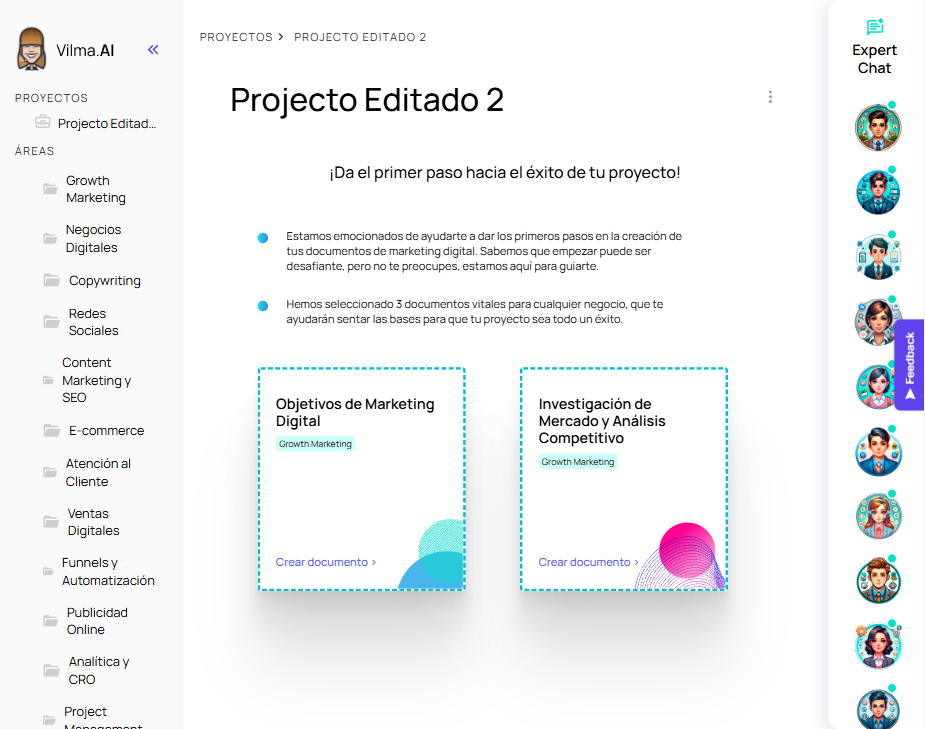 Vilma.AI
PROYECTOS
Projecto Editad...
ÁREAS
Growth
Marketing
Negocios
Digitales
Copywriting
Redes
Sociales
Content
Marketing y
SEO
E-commerce
Atención al
Cliente
Ventas
Digitales
Funnels y
Automatización
Publicidad
Online
Analítica y
CRO
Project
Management
PROYECTOS > PROJECTO EDITADO 2
Projecto Editado 2
¡Da el primer paso hacia el éxito de tu proyecto!
Estamos emocionados de ayudarte a dar los primeros pasos en la creación de
tus documentos de marketing digital. Sabemos que empezar puede ser
desafiante, pero no te preocupes, estamos aquí para guiarte.
Hemos seleccionado 3 documentos vitales para cualquier negocio, que te
ayudarán sentar las bases para que tu proyecto sea todo un éxito.
Objetivos de Marketing
Digital
Growth Marketing
Crear documento >
Investigación de
Mercado y Análisis
Competitivo
Growth Marketing
Crear documento >
Expert
Chat
Feedback